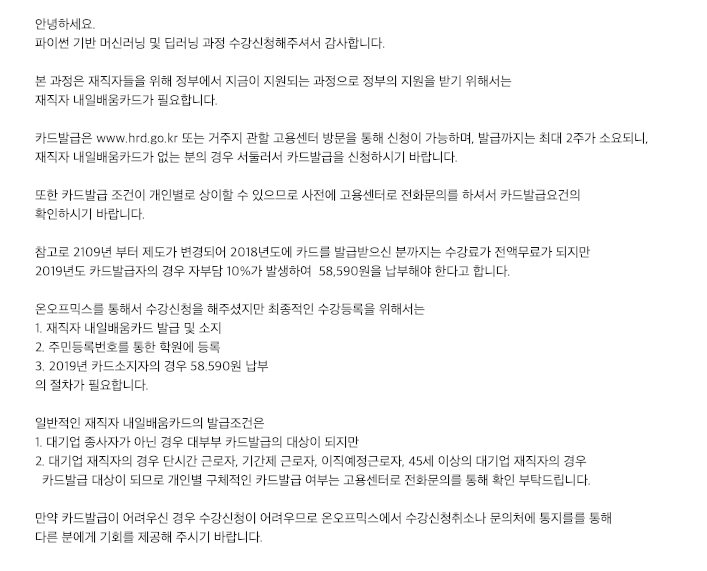 안녕하세요.
파이썬 기반 머신러닝 및 딥러닝 과정 수강신청해주셔서 감사합니다.
본 과정은 재직자들을 위해 정부에서 지금이 지원되는 과정으로 정부의 지원을 받기 위해서는
재직자 내일배움카드가 필요합니다.
카드발급은 www.hrd.go.kr 또는 거주지 관할 고용센터 방문을 통해 신청이 가능하며, 발급까지는 최대 2주가 소요되니,
재직자 내일배움카드가 없는 분의 경우 서둘러서 카드발급을 신청하시기 바랍니다.
또한 카드발급 조건이 개인별로 상이할 수 있으므로 사전에 고용센터로 전화문의를 하셔서 카드발급요건의
확인하시기 바랍니다.
참고로 2109년 부터 제도가 변경되어 2018년도에 카드를 발급받으신 분까지는 수강료가 전액무료가 되지만
2019년도 카드발급자의 경우 자부담 10%가 발생하여  58,590원을 납부해야 한다고 합니다.
온오프믹스를 통해서 수강신청을 해주셨지만 최종적인 수강등록을 위해서는
1. 재직자 내일배움카드 발급 및 소지
2. 주민등록번호를 통한 학원에 등록
3. 2019년 카드소지자의 경우 58.590원 납부
의 절차가 필요합니다.
일반적인 재직자 내일배움카드의 발급조건은
1. 대기업 종사자가 아닌 경우 대부부 카드발급의 대상이 되지만
2. 대기업 재직자의 경우 단시간 근로자, 기간제 근로자, 이직예정근로자, 45세 이상의 대기업 재직자의 경우
카드발급 대상이 되므로 개인별 구체적인 카드발급 여부는 고용센터로 전화문의를 통해 확인 부탁드립니다.
만약 카드발급이 어려우신 경우 수강신청이 어려우므로 온오프믹스에서 수강신청취소나 문의처에 통지를를 통해
다른 분에게 기회를 제공해 주시기 바랍니다.